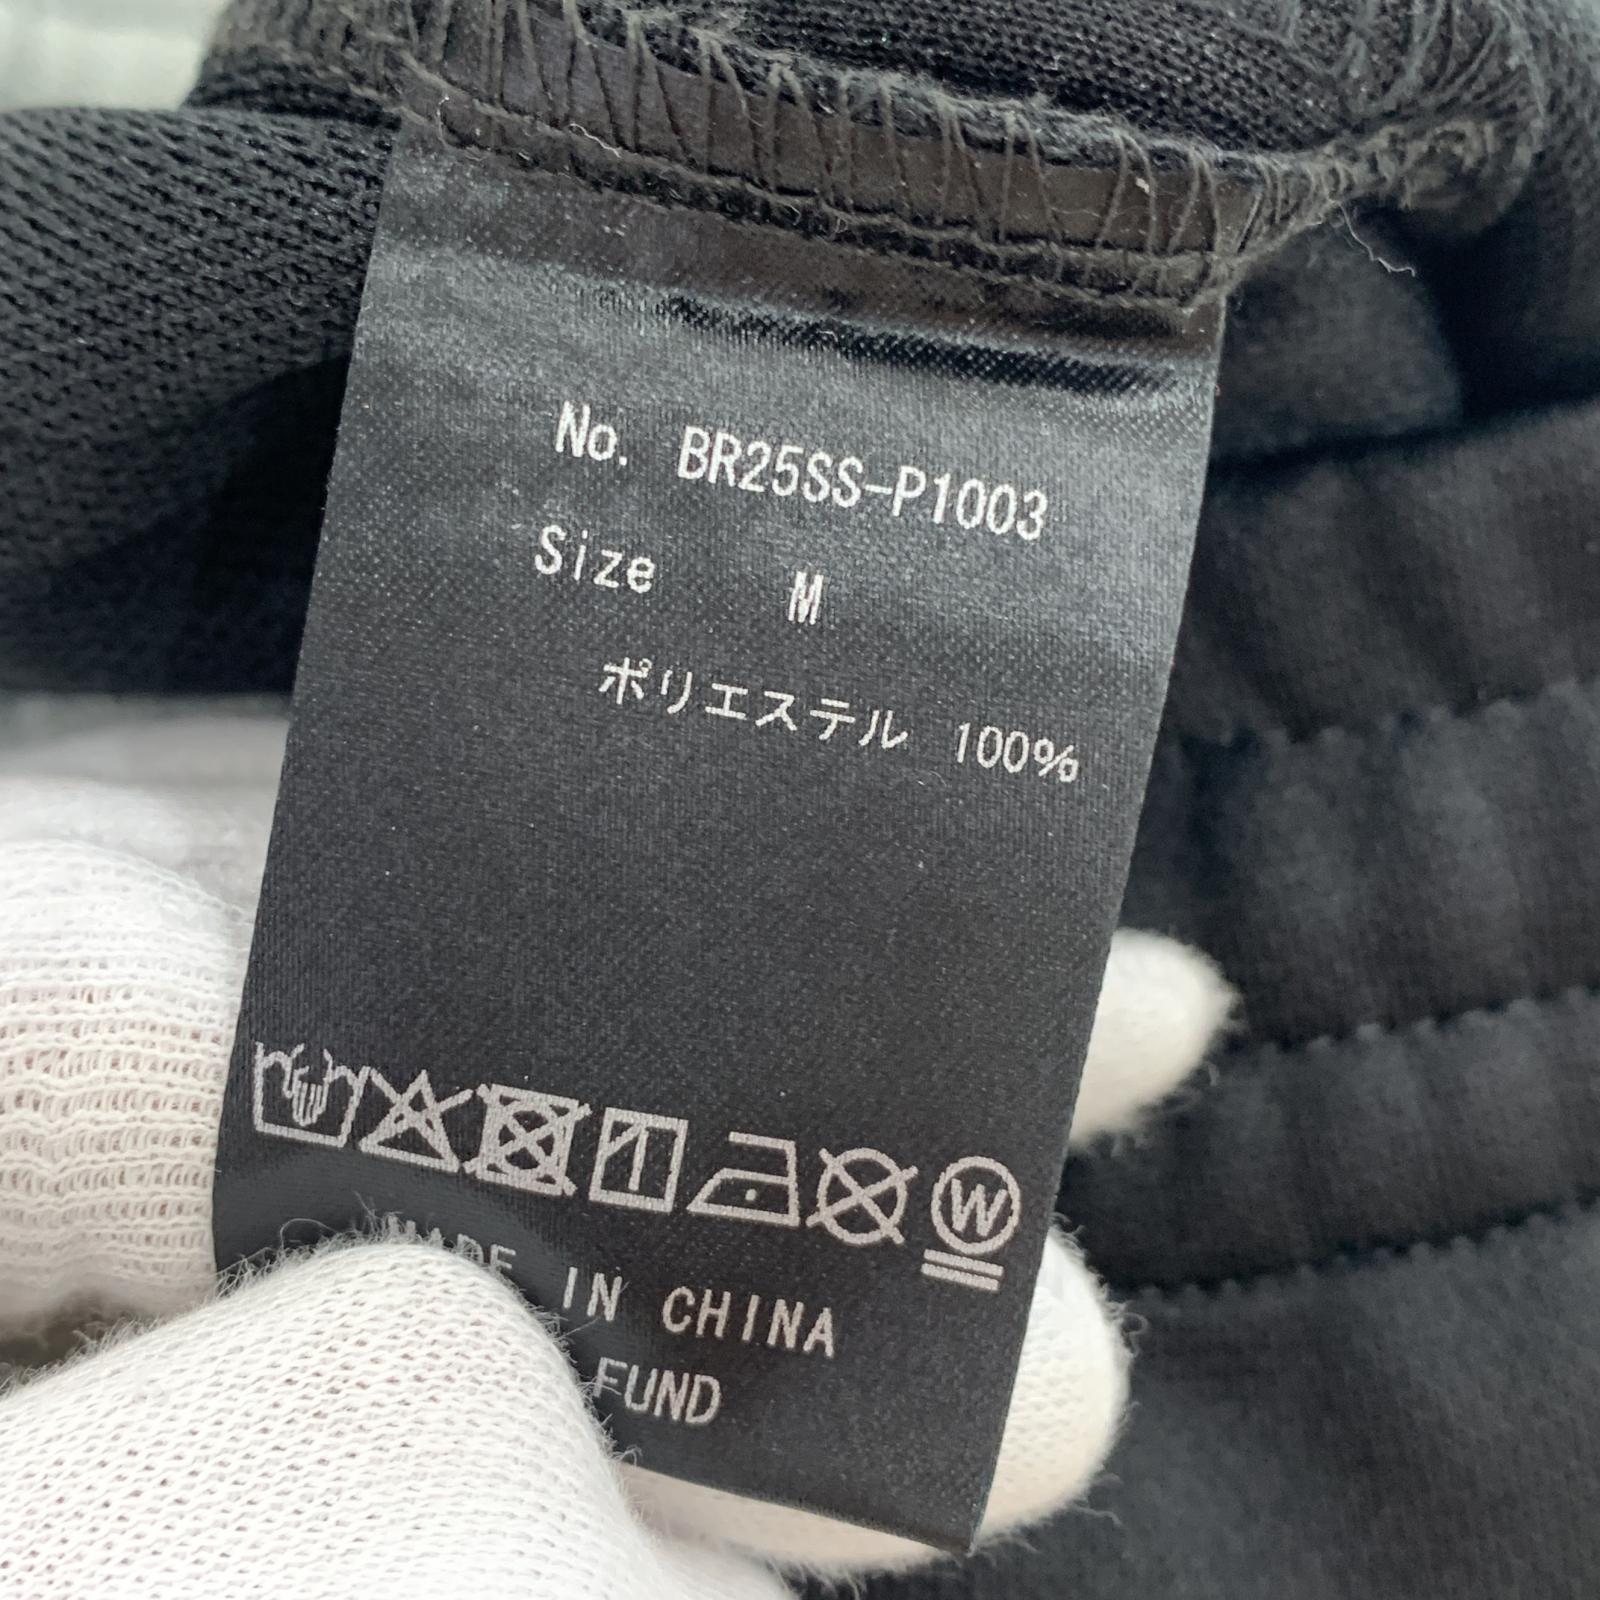 No. BR25SS-P1003
Size M
ポリエステル 100%
W
MADE IN CHINA
FUND